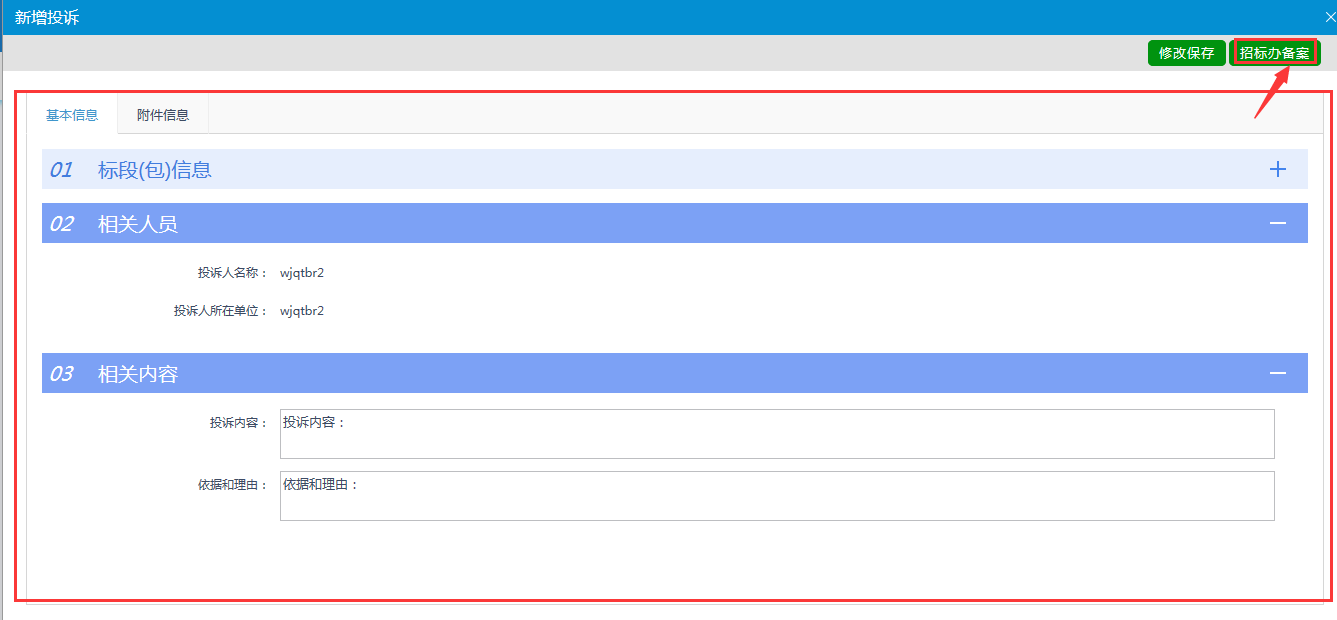 新增投诉
修改保存 招标办备案
基本信息 附件信息
01 标段(包)信息
02 相关人员
投诉人名称： wjqtbr2
投诉人所在单位： wjqtbr2
03 相关内容
投诉内容： 投诉内容：
依据和理由： 依据和理由：